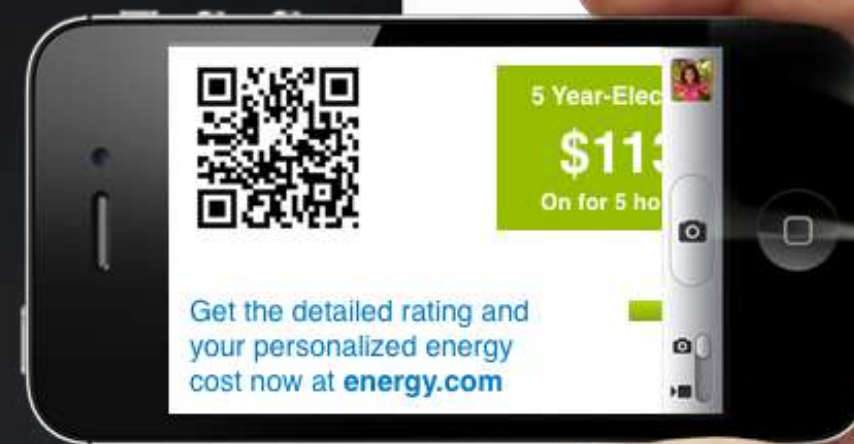 5 Year-Elec
$113
On for 5 ho
Get the detailed rating and
your personalized energy
cost now at energy.com